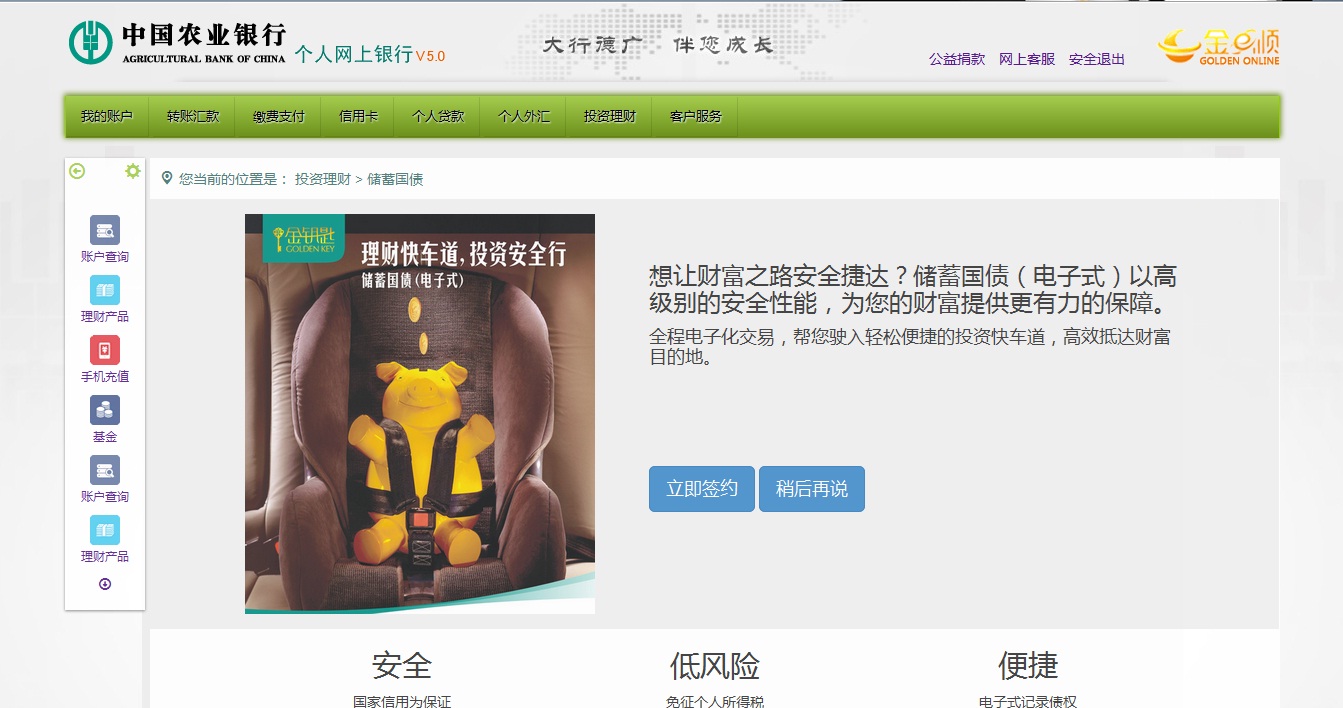 中国农业银行
AGRICULTURAL BANK OF CHINA
个人网上银行V5.0
大行德广 伴您成长
公益捐款 网上客服 安全退出
金e顺
GOLDEN ONLINE
我的账户 转账汇款 缴费支付 信用卡 个人贷款 个人外汇 投资理财 客户服务
您当前的位置是： 投资理财 > 储蓄国债
账户查询
理财产品
手机充值
基金
账户查询
理财产品
金钥匙
GOLDEN KEY
理财快车道,投资安全行
储蓄国债(电子式)
想让财富之路安全捷达？储蓄国债（电子式）以高
级别的安全性能，为您的财富提供更有力的保障。
全程电子化交易，帮您驶入轻松便捷的投资快车道，高效抵达财富
目的地。
立即签约 稍后再说
安全 低风险 便捷
国家信用为保证 免征个人所得税 电子式记录债权